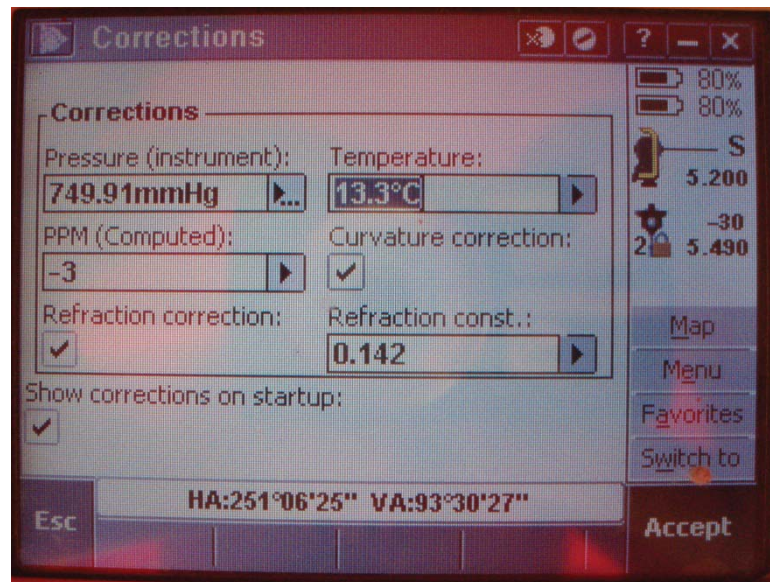 Corrections
? – x
80%
80%
Corrections
S
5.200
Pressure (instrument): Temperature:
749.91mmHg ... 13.3°C
-30
2 5.490
PPM (Computed): Curvature correction:
-3
Refraction correction: Refraction const.:
0.142
Map
Menu
Show corrections on startup:
Favorites
Switch to
HA:251°06'25" VA:93°30'27"
Esc
Accept